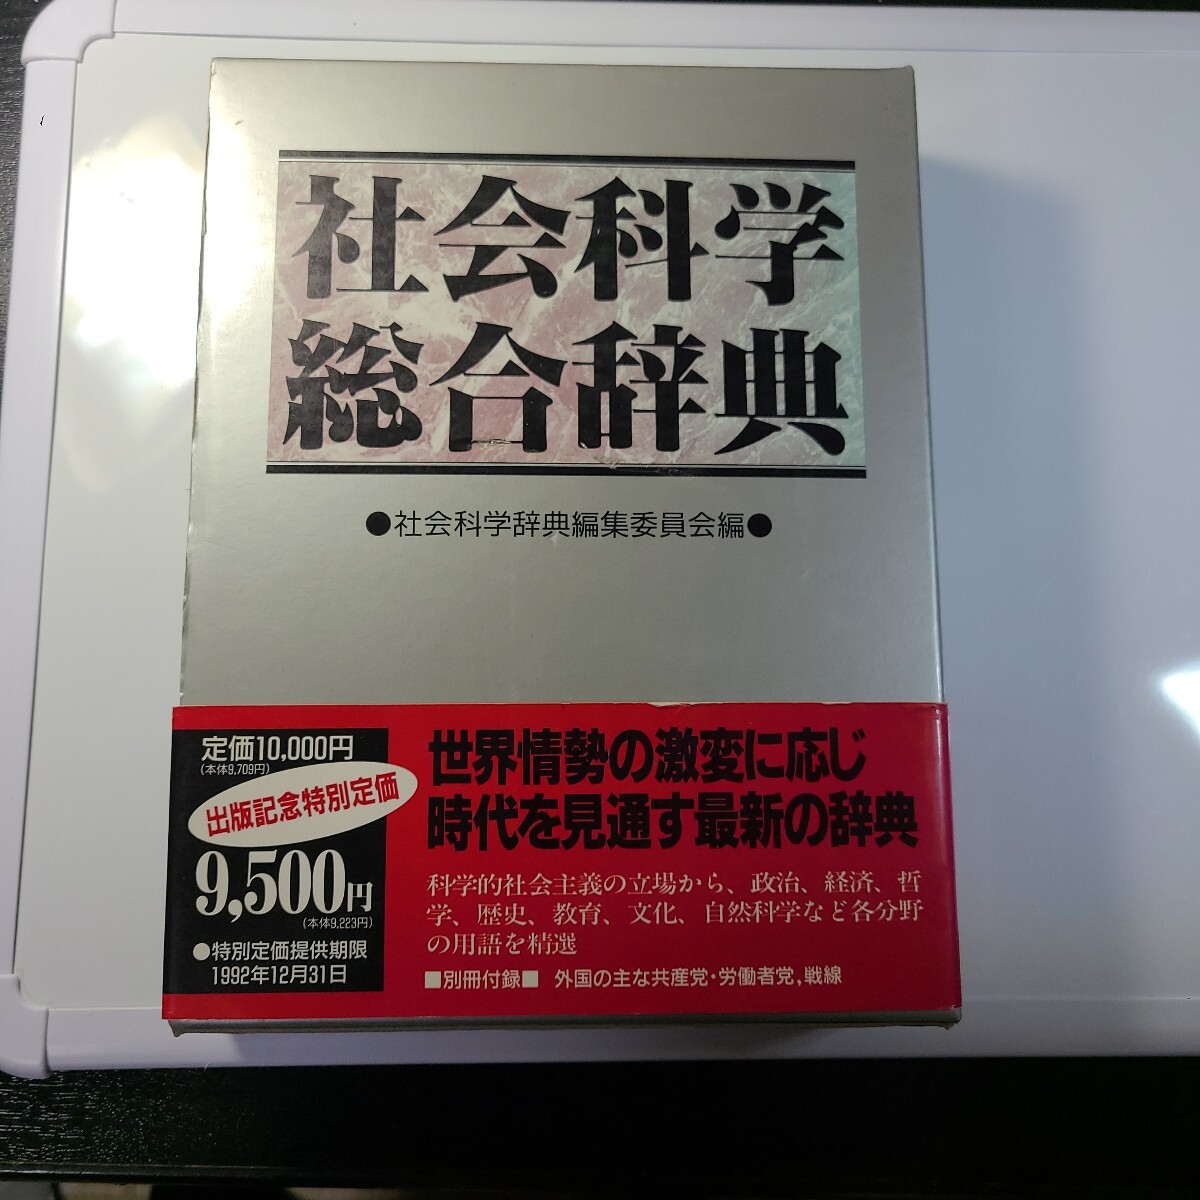 社会科学
総合辞典
●社会科学辞典編集委員会編●
定価10,000円
(本体9,709円)
出版記念特別定価
9,500円
(本体9,223円)
●特別定価提供期限
1992年12月31日
世界情勢の激変に応じ
時代を見通す最新の辞典
科学的社会主義の立場から、政治、経済、哲
学、歴史、教育、文化、自然科学など各分野
の用語を精選
■別冊付録■ 外国の主な共産党・労働者党,戦線